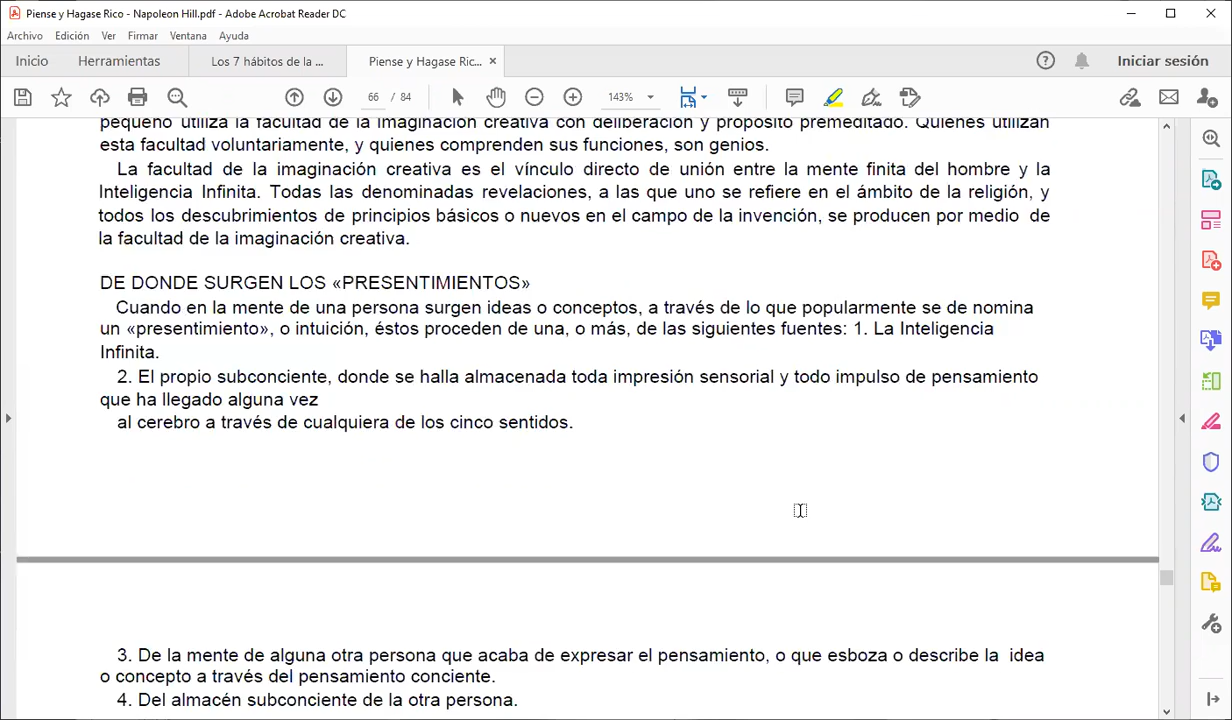 Piense y Hagase Rico - Napoleon Hill.pdf - Adobe Acrobat Reader DC
Archivo Edición Ver Firmar Ventana Ayuda
Inicio Herramientas Los 7 hábitos de la ... Piense y Hagase Ric... × Iniciar sesión
66 / 84 143%
pequeño utiliza la facultad de la imaginación creativa con deliberación y propósito premeditado. Quienes utilizan
esta facultad voluntariamente, y quienes comprenden sus funciones, son genios.
La facultad de la imaginación creativa es el vínculo directo de unión entre la mente finita del hombre y la
Inteligencia Infinita. Todas las denominadas revelaciones, a las que uno se refiere en el ámbito de la religión, y
todos los descubrimientos de principios básicos o nuevos en el campo de la invención, se producen por medio de
la facultad de la imaginación creativa.
DE DONDE SURGEN LOS «PRESENTIMIENTOS»
Cuando en la mente de una persona surgen ideas o conceptos, a través de lo que popularmente se de nomina
un «presentimiento», o intuición, éstos proceden de una, o más, de las siguientes fuentes: 1. La Inteligencia
Infinita.
2. El propio subconciente, donde se halla almacenada toda impresión sensorial y todo impulso de pensamiento
que ha llegado alguna vez
al cerebro a través de cualquiera de los cinco sentidos.
3. De la mente de alguna otra persona que acaba de expresar el pensamiento, o que esboza o describe la idea
o concepto a través del pensamiento conciente.
4. Del almacén subconciente de la otra persona.